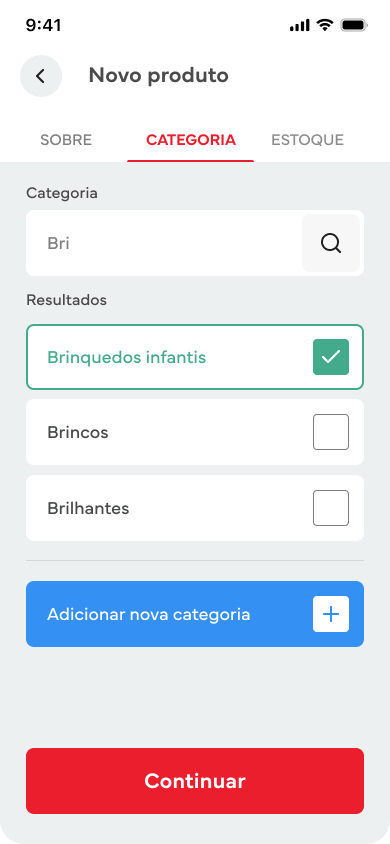 9:41
Novo produto
SOBRE CATEGORIA ESTOQUE
Categoria
Bri
Resultados
Brinquedos infantis
Brincos
Brilhantes
Adicionar nova categoria
Continuar